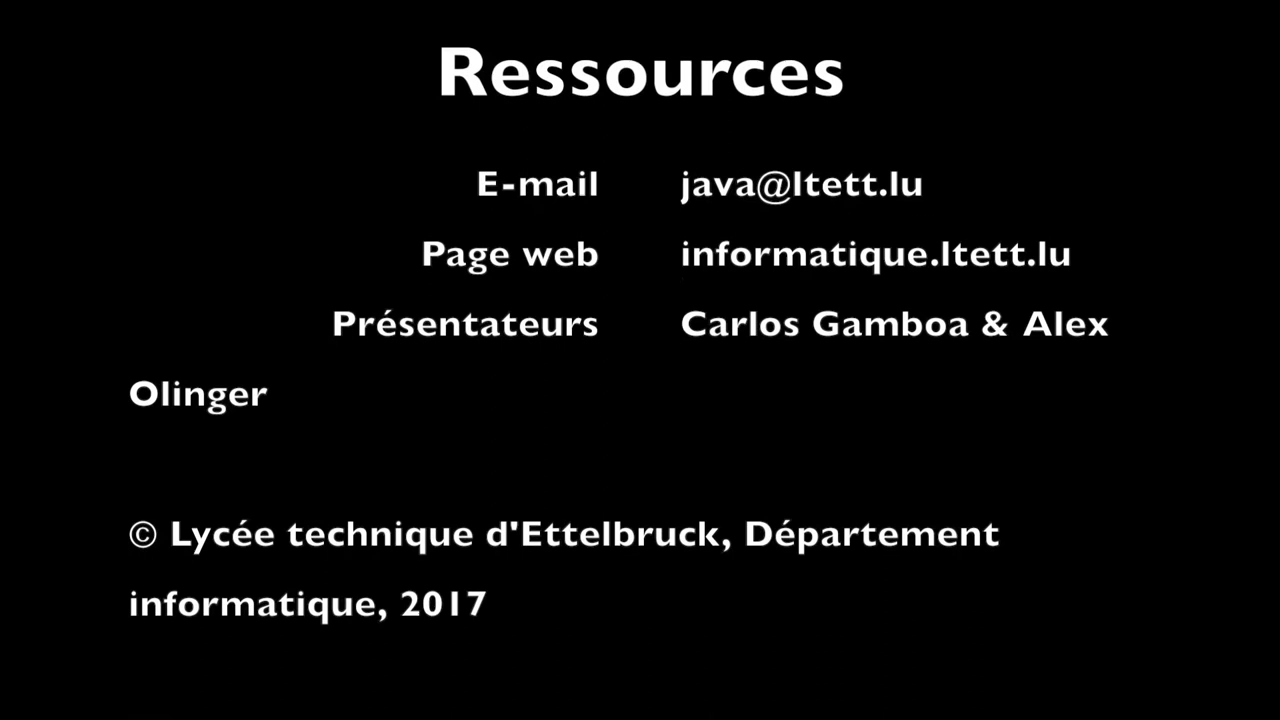 Ressources
E-mail java@ltett.lu
Page web informatique.ltett.lu
Présentateurs Carlos Gamboa & Alex
Olinger
© Lycée technique d'Ettelbruck, Département
informatique, 2017